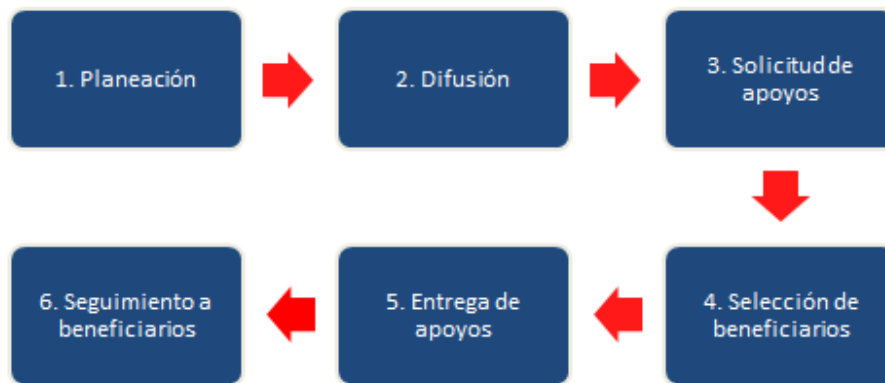 1. Planeación
2. Difusión
3. Solicitud de
apoyos
4. Selección de
beneficiarios
5. Entrega de
apoyos
6. Seguimiento a
beneficiarios